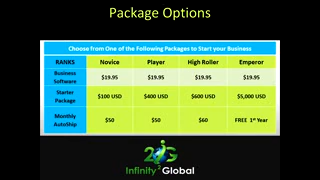 Package Options
Choose from One of the Following Packages to Start your Business
RANKS Novice Player High Roller Emperor
Business Software $19.95 $19.95 $19.95 $19.95
Starter Package $100 USD $400 USD $600 USD $5,000 USD
Monthly AutoShip $50 $50 $60 FREE 1st Year
2G
Infinity 2 Global